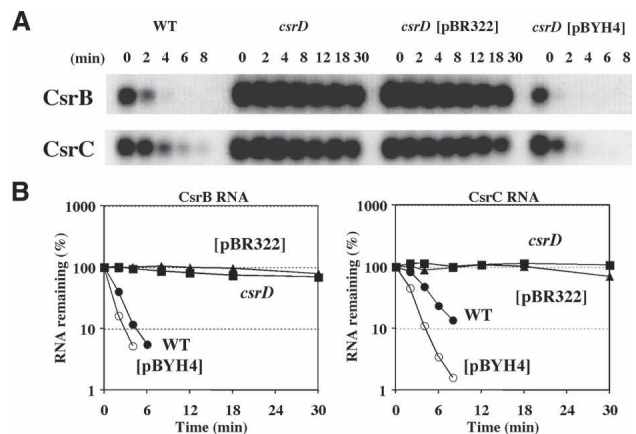 A
WT csrD csrD [pBR322] csrD [pBYH4]
(min) 0 2 4 6 8 0 2 4 6 8 12 18 30 0 2 4 6 8 12 18 30 0 2 4 6 8
CsrB
CsrC
B
CsrB RNA
CsrC RNA
RNA remaining (%)
1000
100
10
1
[pBR322]
csrD
WT
[pBYH4]
0 6 12 18 24 30
Time (min)
RNA remaining (%)
1000
100
10
1
csrD
[pBR322]
WT
[pBYH4]
0 6 12 18 24 30
Time (min)